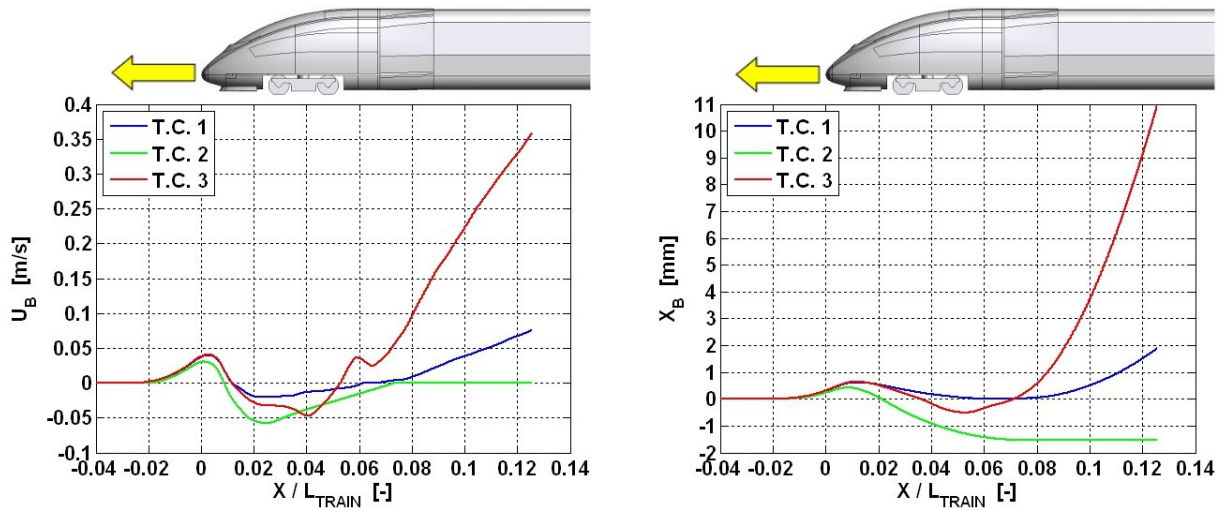 0.4
0.35
0.3
0.25
0.2
0.15
0.1
0.05
0
-0.05
-0.1
U_B [m/s]
T.C. 1
T.C. 2
T.C. 3
-0.04 -0.02 0 0.02 0.04 0.06 0.08 0.1 0.12 0.14
X / L_TRAIN [-]
11
10
9
8
7
6
5
4
3
2
1
0
-1
-2
X_B [mm]
T.C. 1
T.C. 2
T.C. 3
-0.04 -0.02 0 0.02 0.04 0.06 0.08 0.1 0.12 0.14
X / L_TRAIN [-]